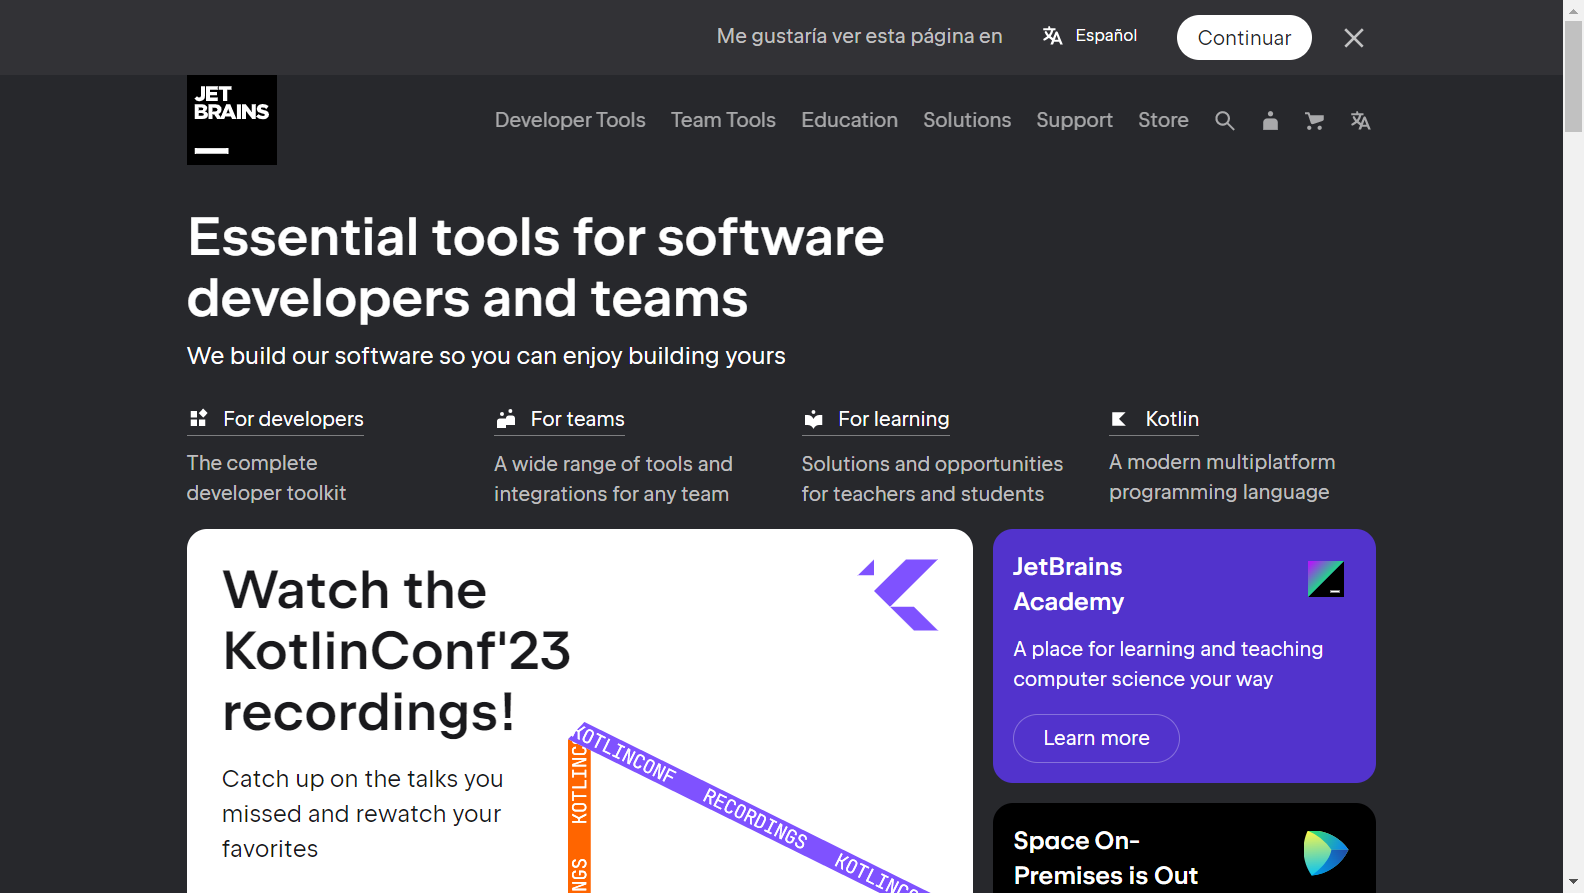 Me gustaría ver esta página en
Español
Continuar
JET
BRAINS
Developer Tools
Team Tools
Education
Solutions
Support
Store
Essential tools for software
developers and teams
We build our software so you can enjoy building yours
For developers
The complete
developer toolkit
For teams
A wide range of tools and
integrations for any team
For learning
Solutions and opportunities
for teachers and students
Kotlin
A modern multiplatform
programming language
Watch the
KotlinConf'23
recordings!
Catch up on the talks you
missed and rewatch your
favorites
KOTLINCONF RECORDINGS
JetBrains
Academy
A place for learning and teaching
computer science your way
Learn more
Space On-
Premises is Out